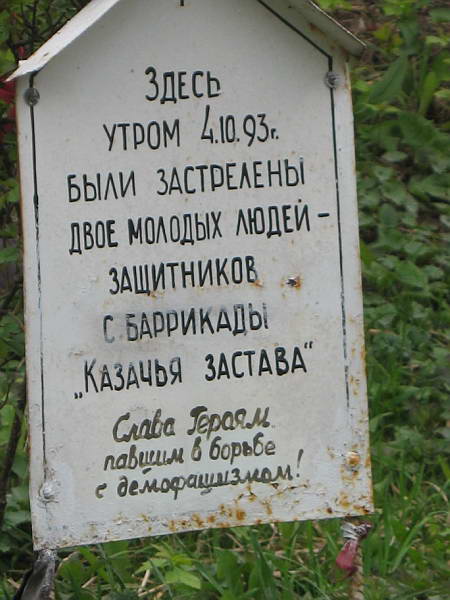 Здесь
утром 4.10.93г.
были застрелены
двое молодых людей –
защитников
с баррикады
„Казачья застава"
Слава Героям
павшим в борьбе
с демофашизмом!